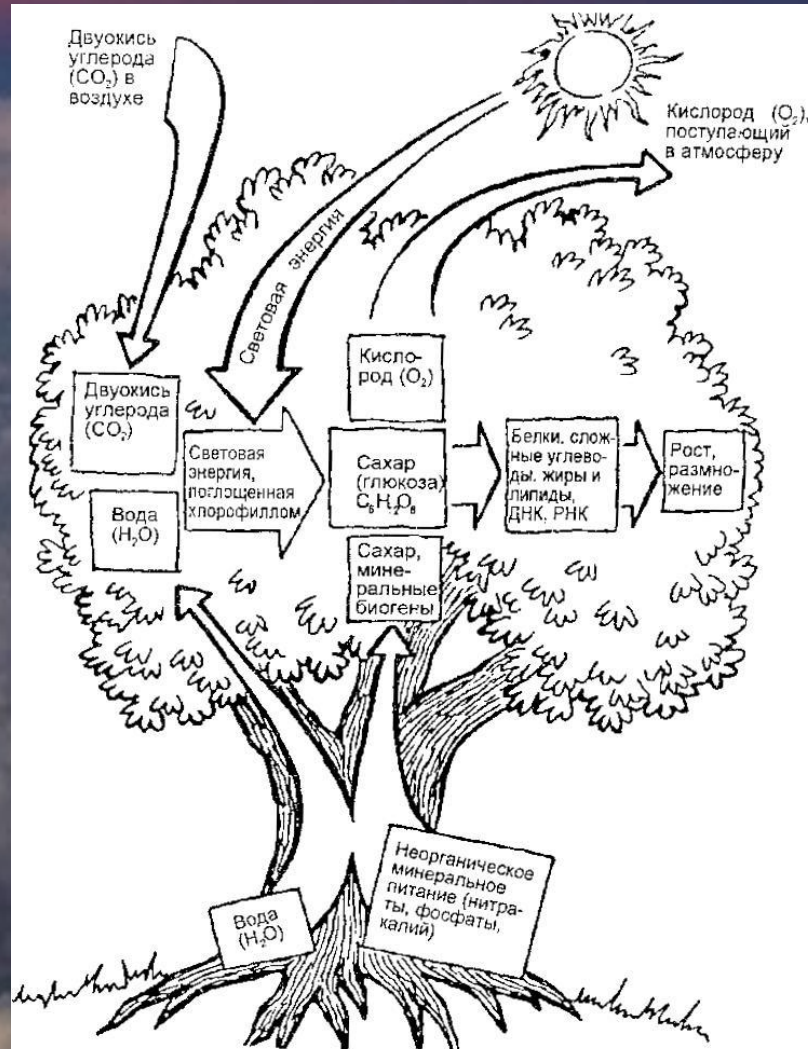 Двуокись
углерода
(CO₂) в
воздухе
Кислород (O₂),
поступающий
в атмосферу
Световая энергия
Двуокись
углерода
(CO₂)
Вода
(H₂O)
Световая
энергия,
поглощенная
хлорофиллом
Кисло-
род (O₂)
Сахар
(глюкоза)
C₆H₁₂O₆
Сахар,
мине-
ральные
биогены
Белки. слож-
ные углево-
ды. жиры и
липиды,
ДНК, РНК
Рост,
размно-
жение
Вода
(H₂O)
Неорганическое
минеральное
питание (нитра-
ты, фосфаты,
калий)